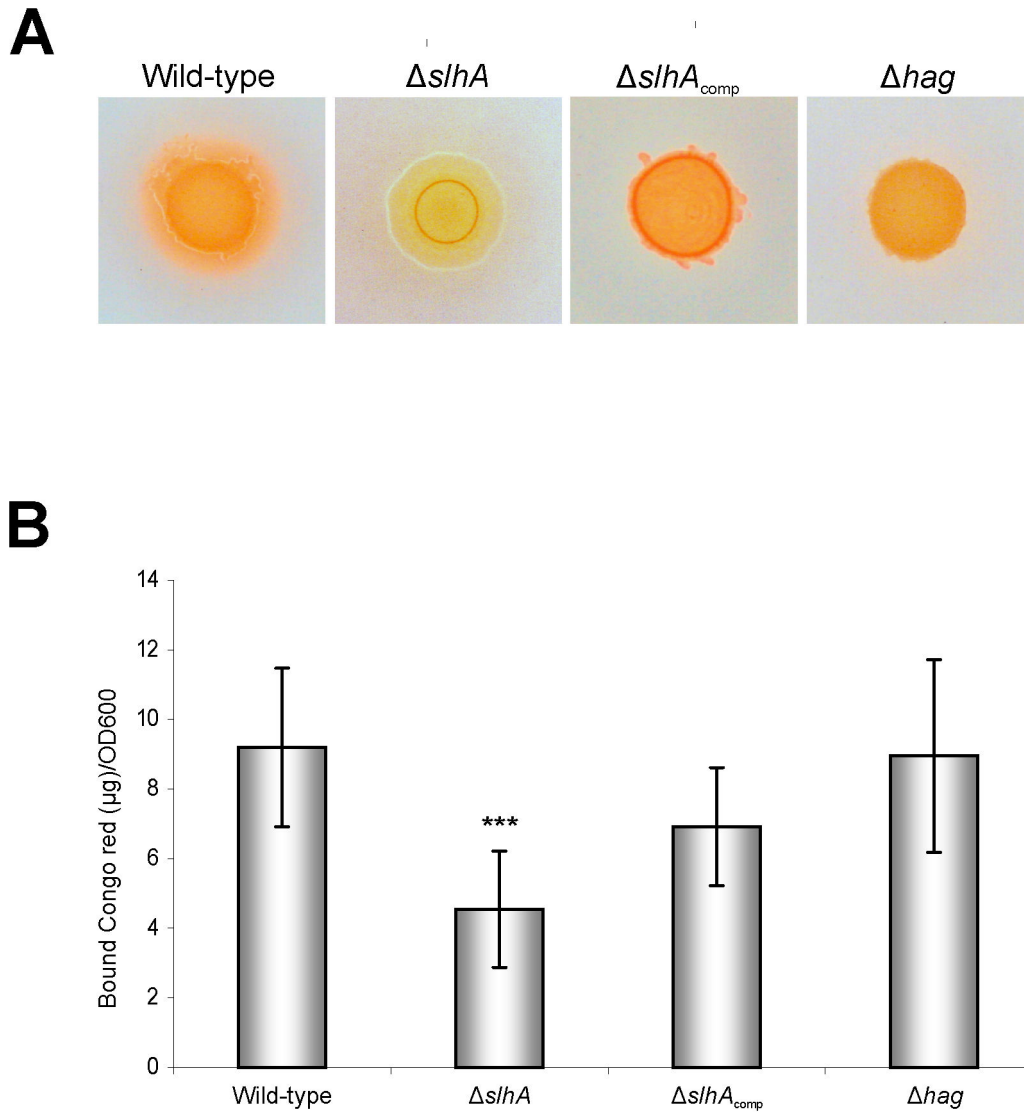 A
Wild-type ΔslhA ΔslhAcomp Δhag
B
14
12
10
8
6
4
2
0
Bound Congo red (µg)/OD600
***
Wild-type ΔslhA ΔslhAcomp Δhag